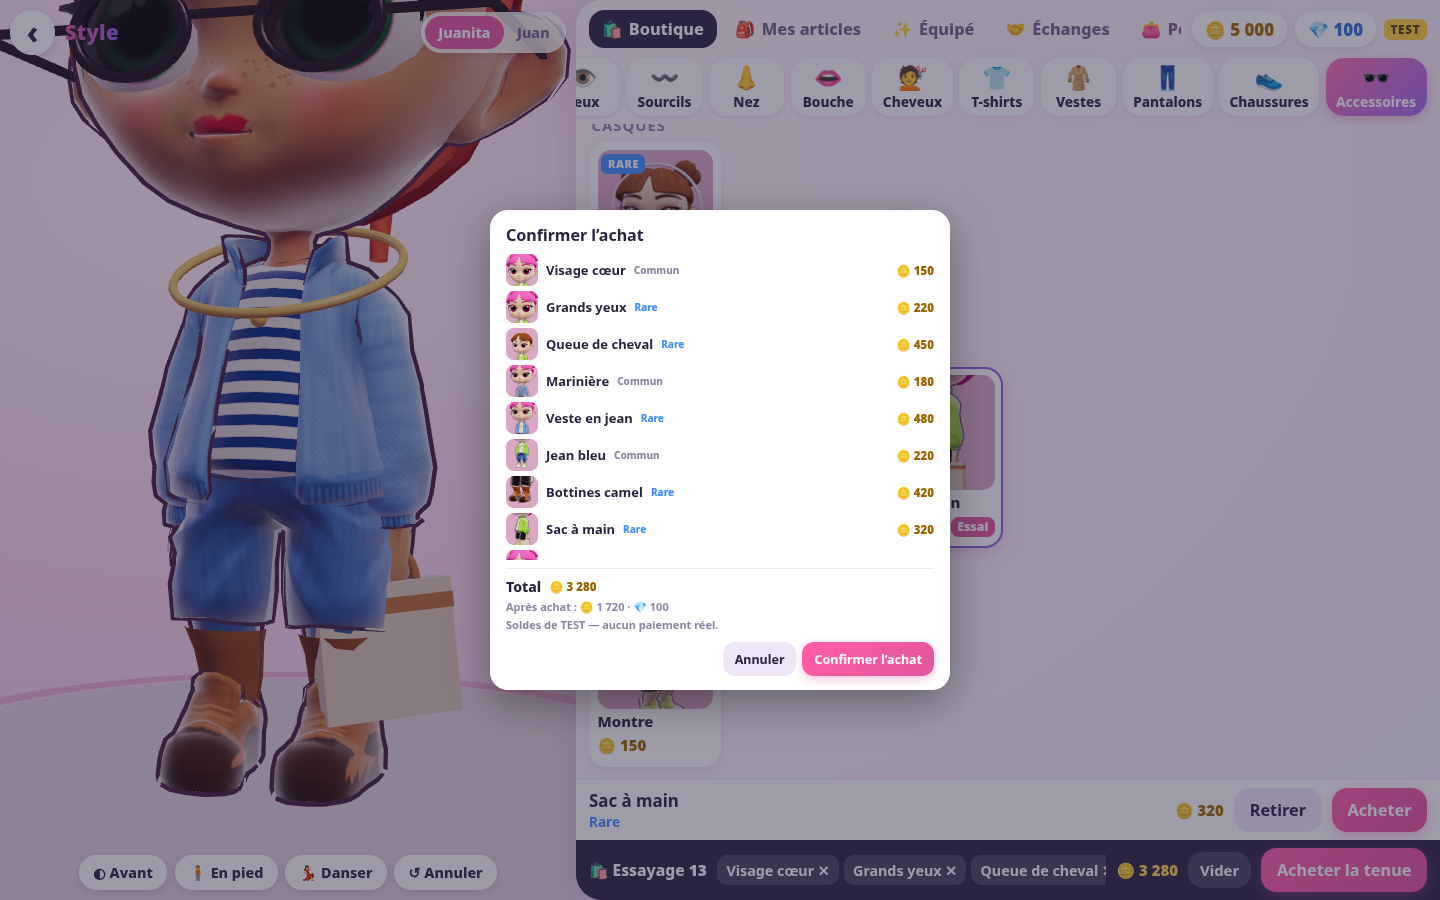 ‹ Style
Juanita Juan
Boutique Mes articles Équipé Échanges 5 000 100 TEST
Sourcils Nez Bouche Cheveux T-shirts Vestes Pantalons Chaussures Accessoires
CASQUES
RARE
Confirmer l’achat
Visage cœur Commun 150
Grands yeux Rare 220
Queue de cheval Rare 450
Marinière Commun 180
Veste en jean Rare 480
Jean bleu Commun 220
Bottines camel Rare 420
Sac à main Rare 320
Essai
Total 3 280
Après achat : 1 720 · 100
Soldes de TEST — aucun paiement réel.
Annuler Confirmer l’achat
Montre
150
Sac à main
Rare
320 Retirer Acheter
Avant En pied Danser ↺ Annuler
Essayage 13 Visage cœur ✕ Grands yeux ✕ Queue de cheval 3 280 Vider Acheter la tenue